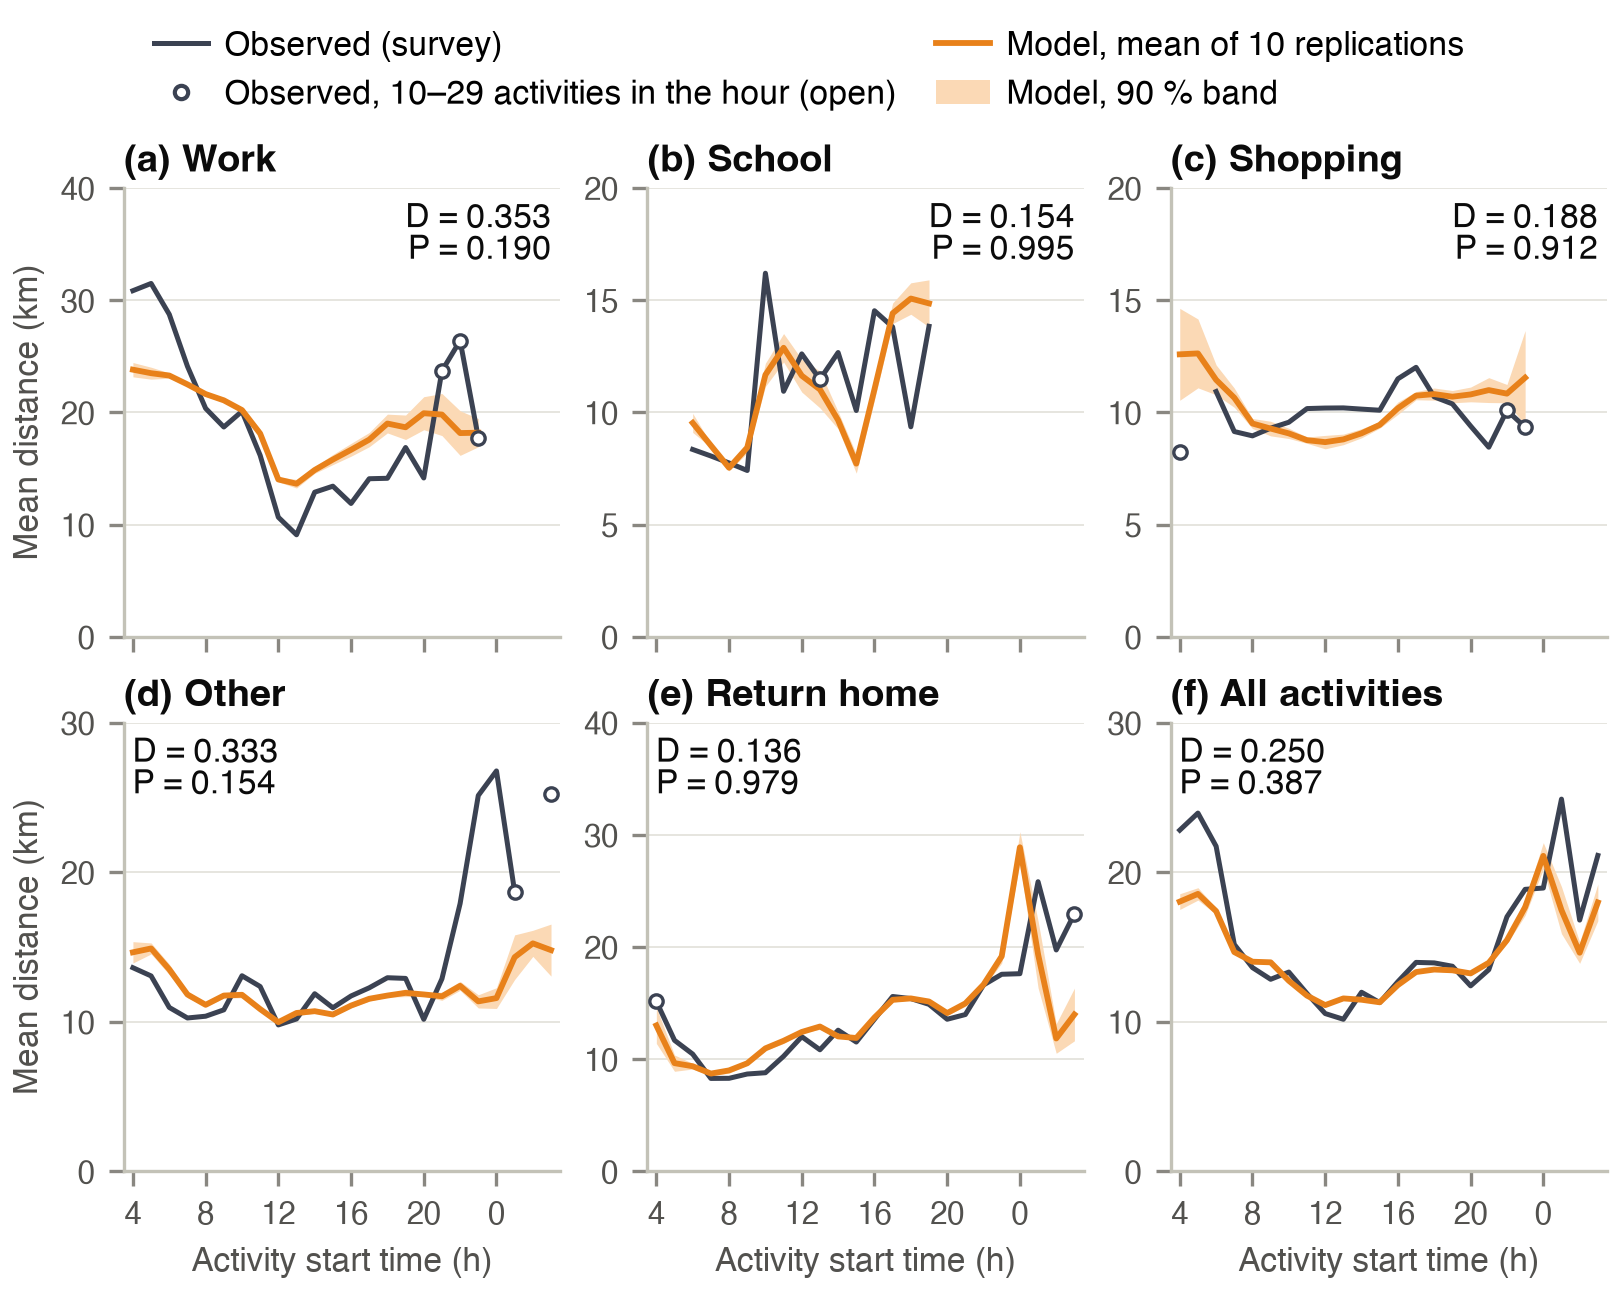 Observed (survey)
Model, mean of 10 replications
Observed, 10–29 activities in the hour (open)
Model, 90 % band
(a) Work
(b) School
(c) Shopping
40
30
20
10
0
Mean distance (km)
D = 0.353
P = 0.190
20
15
10
5
0
D = 0.154
P = 0.995
20
15
10
5
0
D = 0.188
P = 0.912
(d) Other
(e) Return home
(f) All activities
30
20
10
0
Mean distance (km)
D = 0.333
P = 0.154
4 8 12 16 20 0
Activity start time (h)
40
30
20
10
0
D = 0.136
P = 0.979
4 8 12 16 20 0
Activity start time (h)
30
20
10
0
D = 0.250
P = 0.387
4 8 12 16 20 0
Activity start time (h)